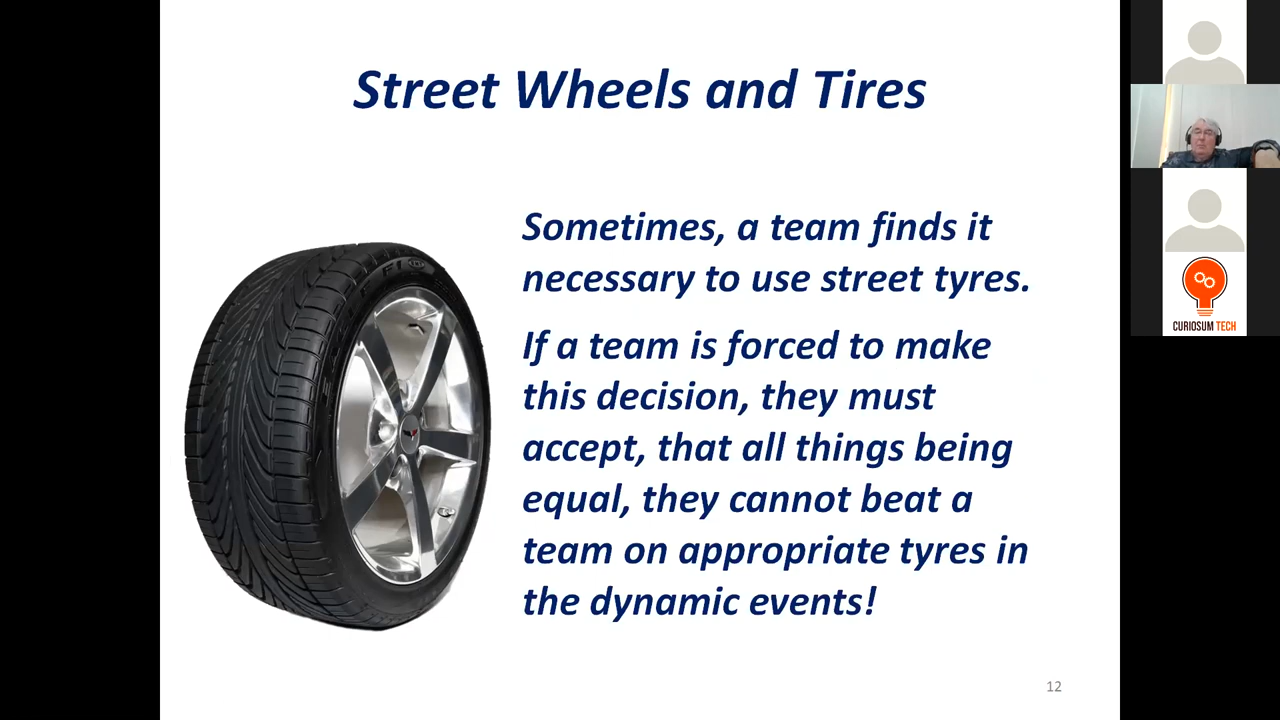 Street Wheels and Tires
Sometimes, a team finds it
necessary to use street tyres.
If a team is forced to make
this decision, they must
accept, that all things being
equal, they cannot beat a
team on appropriate tyres in
the dynamic events!
12
CURIOSUM TECH